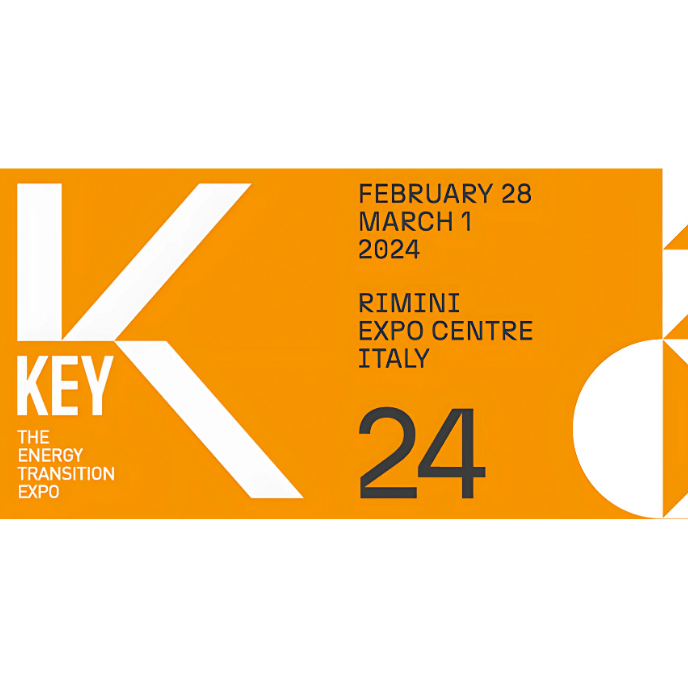 K
KEY
THE
ENERGY
TRANSITION
EXPO
FEBRUARY 28
MARCH 1
2024
RIMINI
EXPO CENTRE
ITALY
24